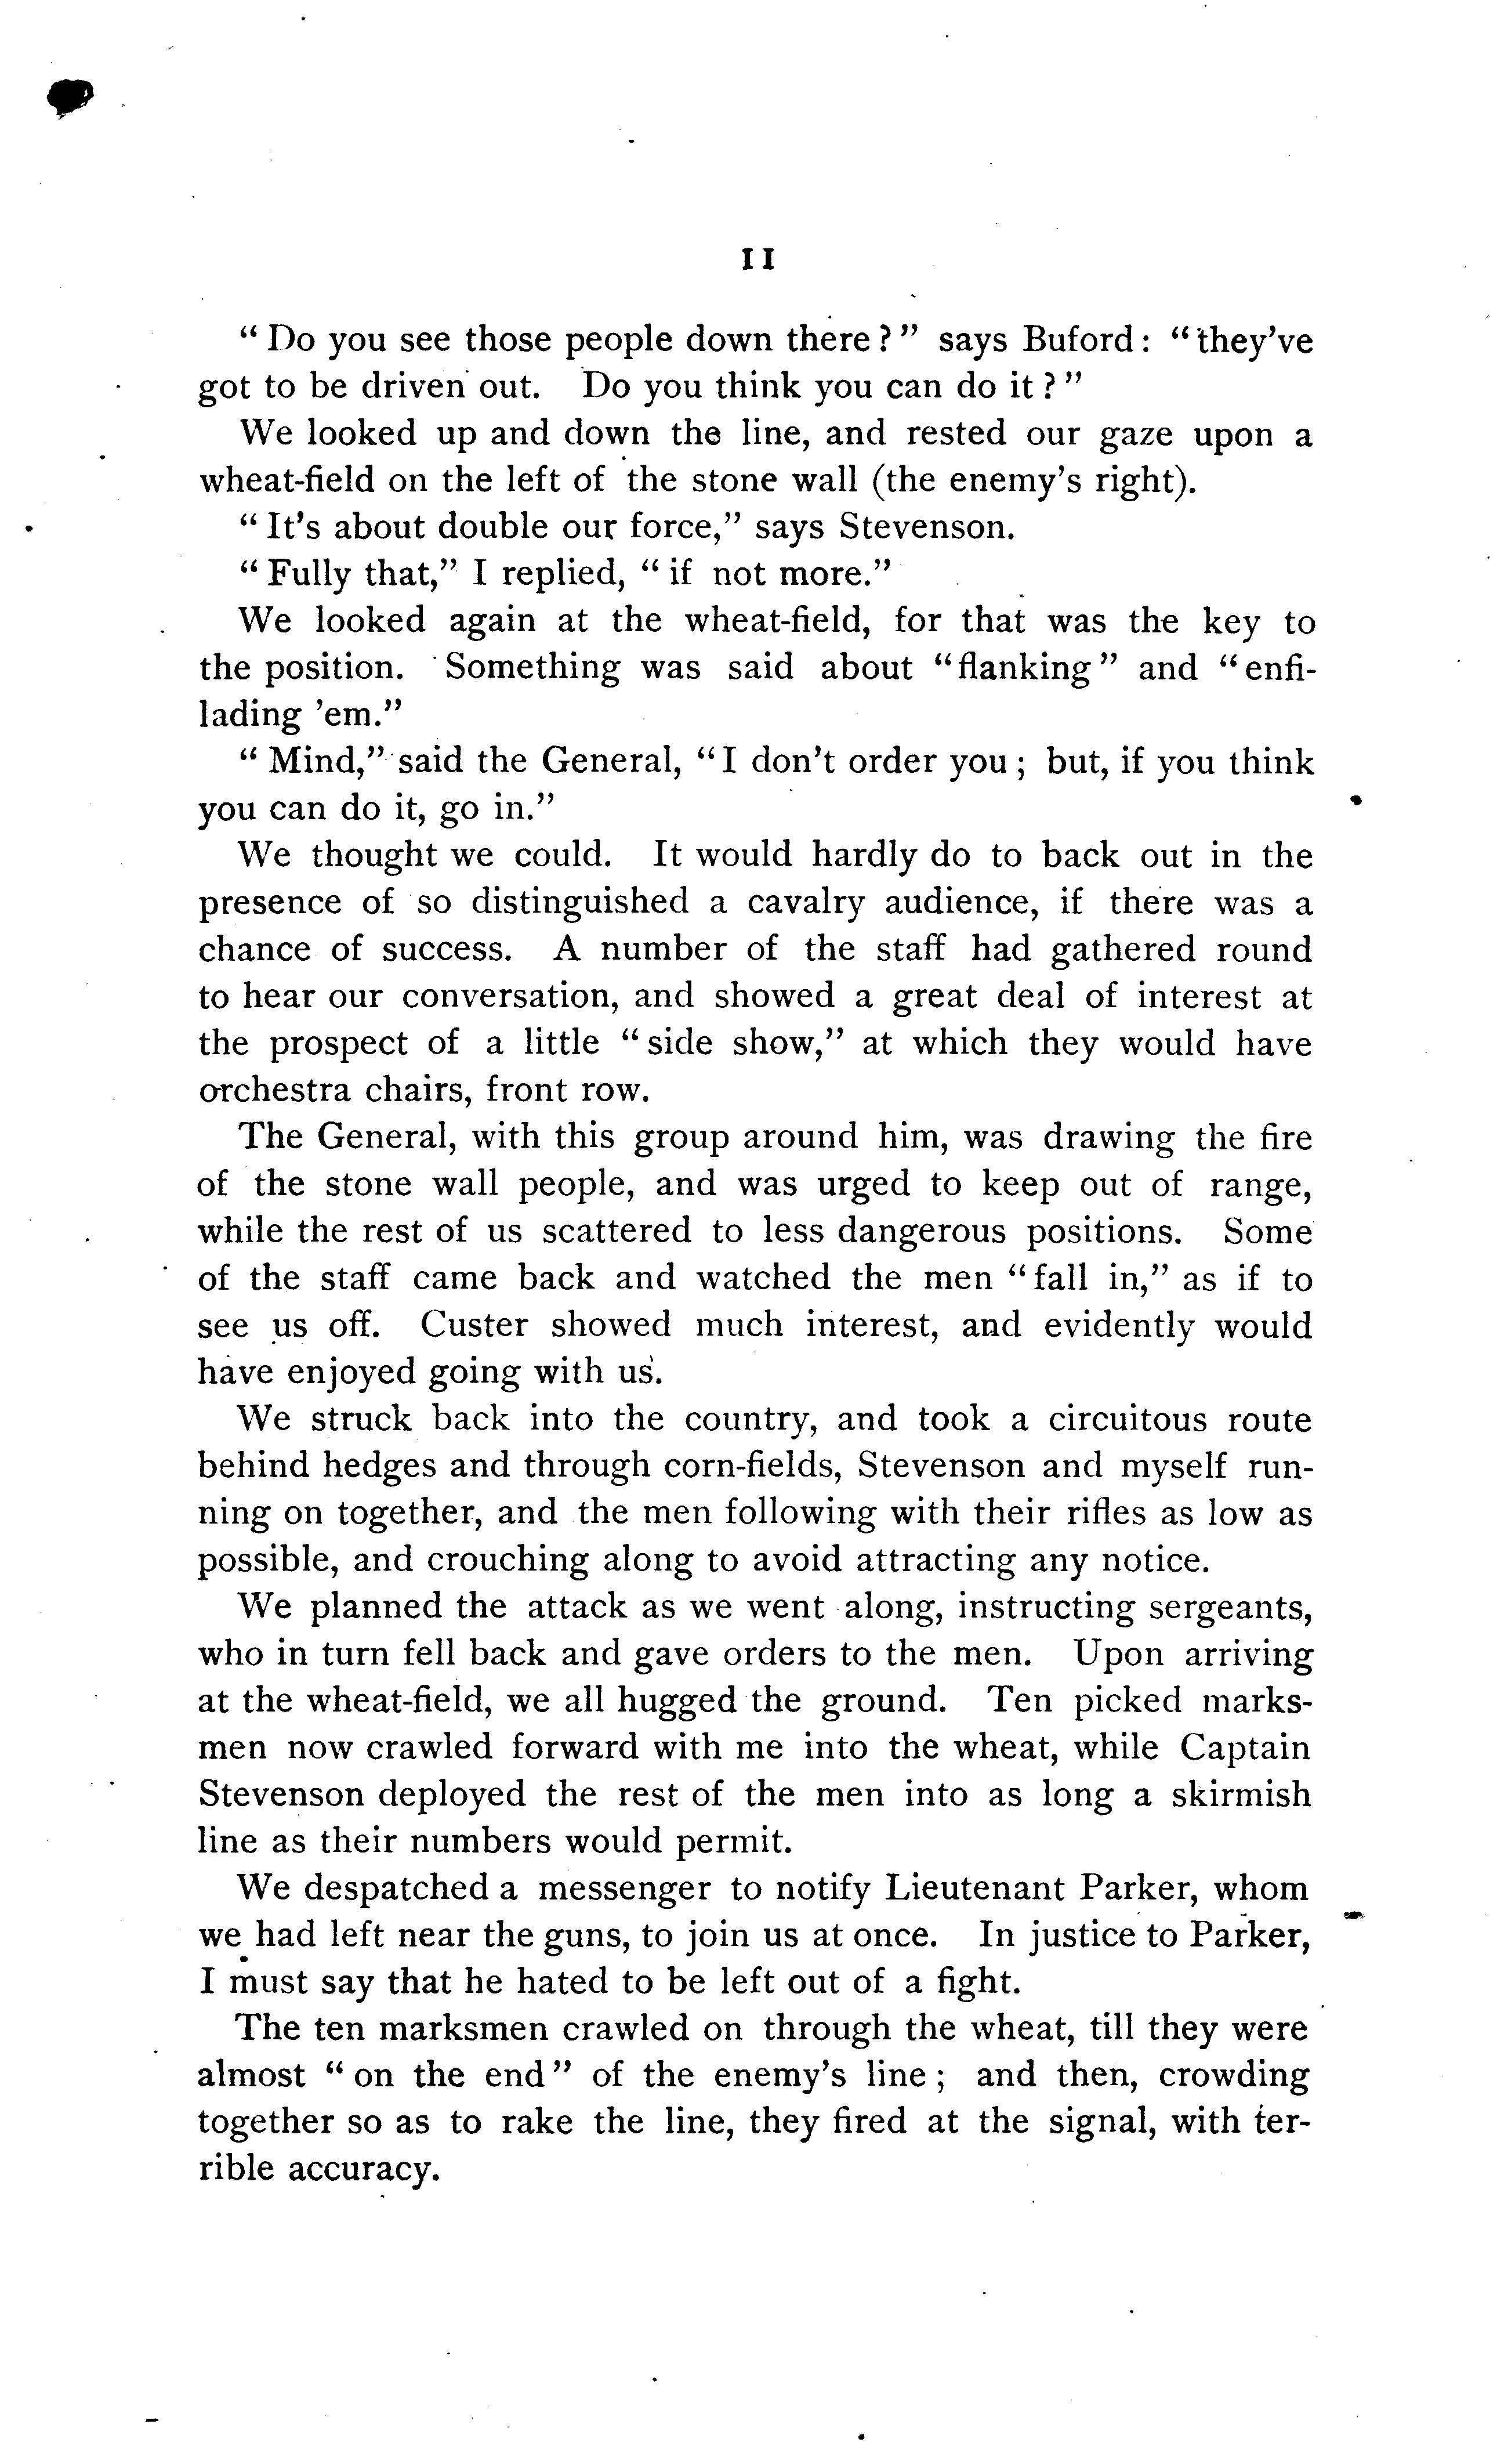 11
" Do you see those people down there ? " says Buford : " they've
got to be driven out. Do you think you can do it ? "
We looked up and down the line, and rested our gaze upon a
wheat-field on the left of the stone wall (the enemy's right).
" It's about double our force," says Stevenson.
" Fully that," I replied, " if not more."
We looked again at the wheat-field, for that was the key to
the position. Something was said about " flanking " and " enfi-
lading 'em."
" Mind," said the General, " I don't order you ; but, if you think
you can do it, go in."
We thought we could. It would hardly do to back out in the
presence of so distinguished a cavalry audience, if there was a
chance of success. A number of the staff had gathered round
to hear our conversation, and showed a great deal of interest at
the prospect of a little " side show," at which they would have
orchestra chairs, front row.
The General, with this group around him, was drawing the fire
of the stone wall people, and was urged to keep out of range,
while the rest of us scattered to less dangerous positions. Some
of the staff came back and watched the men " fall in," as if to
see us off. Custer showed much interest, and evidently would
have enjoyed going with us.
We struck back into the country, and took a circuitous route
behind hedges and through corn-fields, Stevenson and myself run-
ning on together, and the men following with their rifles as low as
possible, and crouching along to avoid attracting any notice.
We planned the attack as we went along, instructing sergeants,
who in turn fell back and gave orders to the men. Upon arriving
at the wheat-field, we all hugged the ground. Ten picked marks-
men now crawled forward with me into the wheat, while Captain
Stevenson deployed the rest of the men into as long a skirmish
line as their numbers would permit.
We despatched a messenger to notify Lieutenant Parker, whom
we had left near the guns, to join us at once. In justice to Parker,
I must say that he hated to be left out of a fight.
The ten marksmen crawled on through the wheat, till they were
almost " on the end " of the enemy's line ; and then, crowding
together so as to rake the line, they fired at the signal, with ter-
rible accuracy.